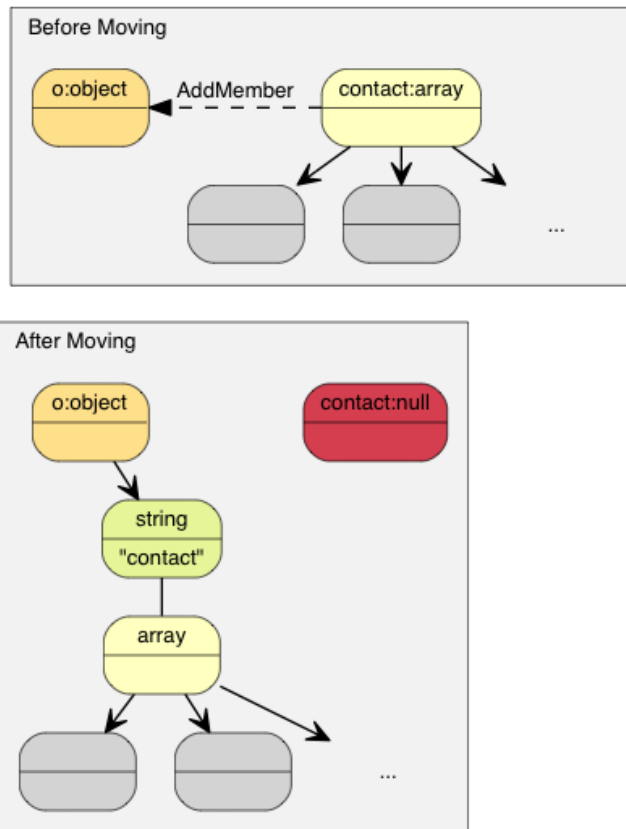 Before Moving
o:object
AddMember
contact:array
...
After Moving
o:object
contact:null
string
"contact"
array
...